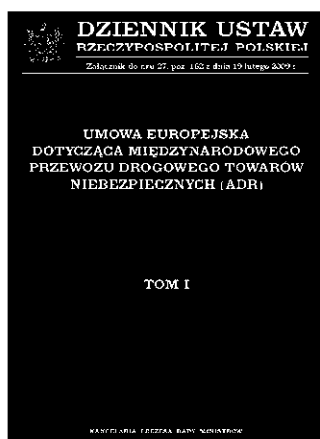 DZIENNIK USTAW
RZECZYPOSPOLITEJ POLSKIEJ
Załącznik do nru 27, poz. 162 z dnia 19 lutego 2009 r.
UMOWA EUROPEJSKA
DOTYCZĄCA MIĘDZYNARODOWEGO
PRZEWOZU DROGOWEGO TOWARÓW
NIEBEZPIECZNYCH (ADR)
TOM I
KANCELARIA PREZESA RADY MINISTRÓW